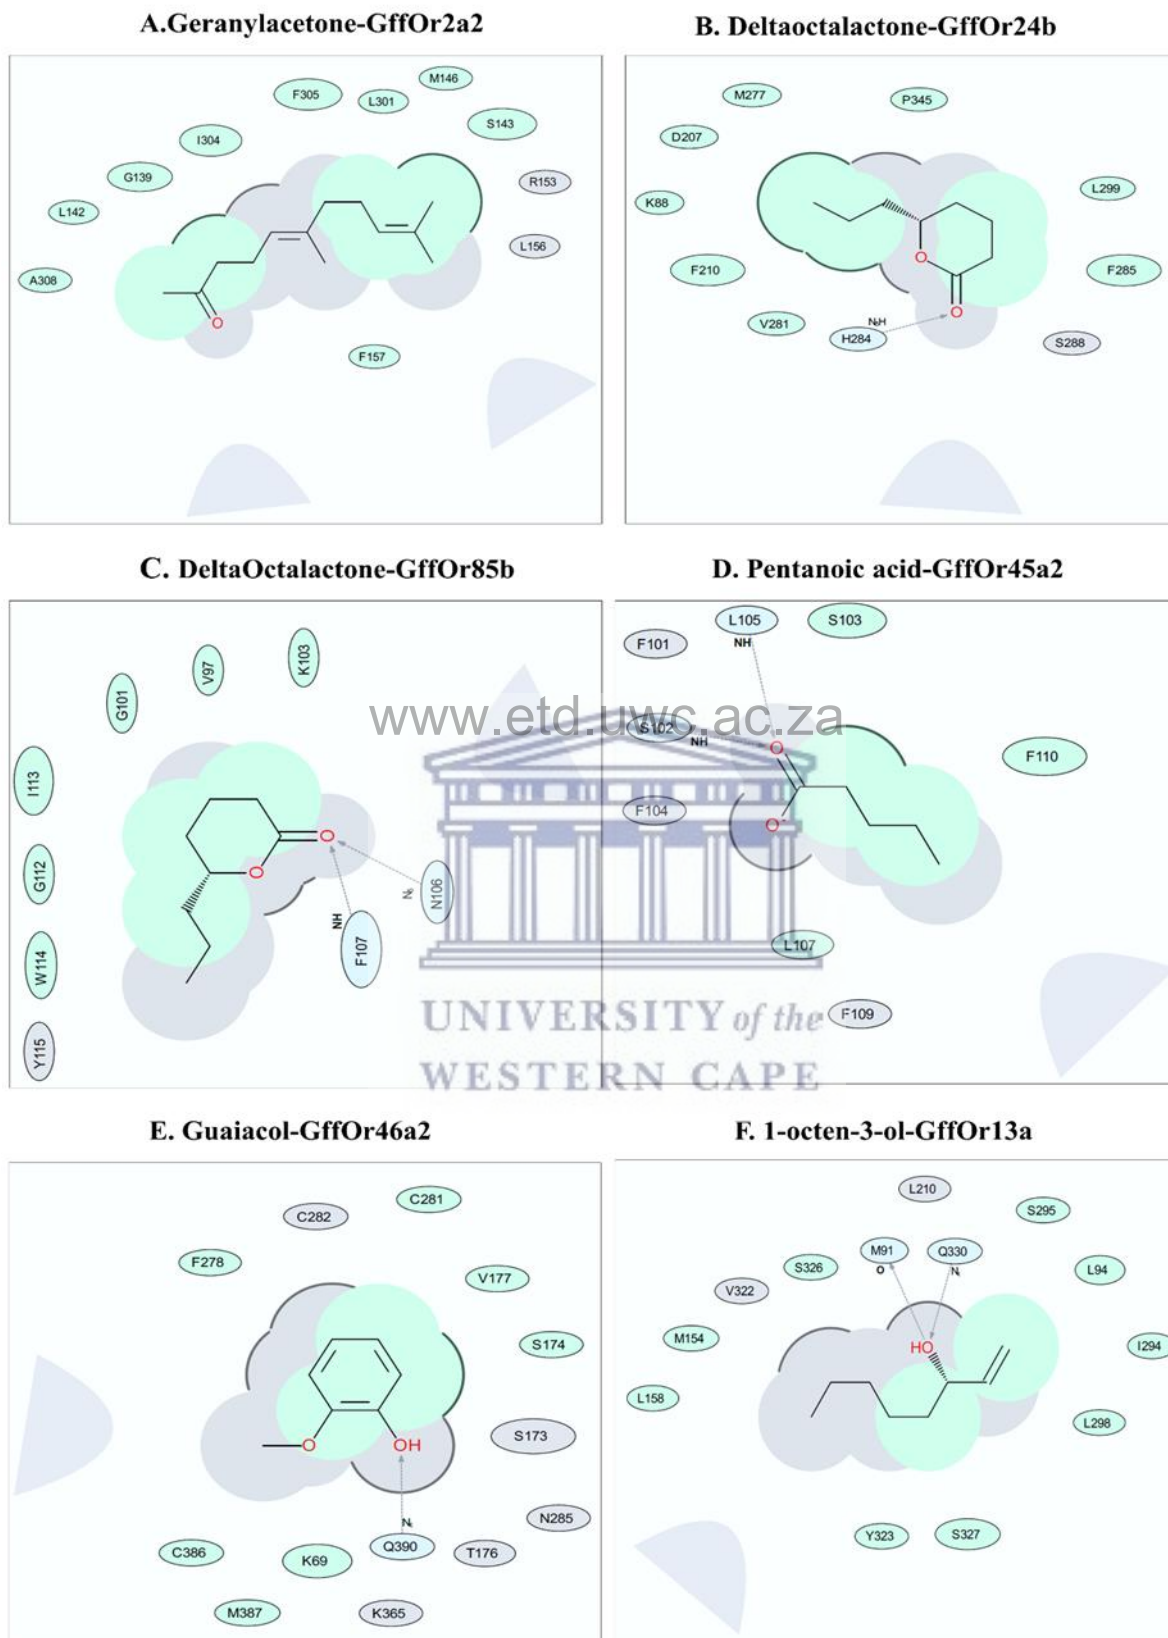 A.Geranylacetone-GffOr2a2
B. Deltaoctalactone-GffOr24b
M146
F305
L301
S143
I304
R153
G139
L142
L156
A308
O
F157
M277
P345
D207
K88
L299
O
F210
F285
V281
NεH
O
H284
S288
C. DeltaOctalactone-GffOr85b
D. Pentanoic acid-GffOr45a2
K103
V97
G101
I113
G112
W114
Y115
O
O
Nδ
N106
NH
F107
L105
NH
S103
F101
www.etd.uwc.ac.za
S102
NH
O
F110
F104
O-
L107
F109
UNIVERSITY of the
WESTERN CAPE
E. Guaiacol-GffOr46a2
F. 1-octen-3-ol-GffOr13a
C281
C282
F278
V177
S174
S173
O
OH
N285
Nε
Q390
C386
K69
T176
M387
K365
L210
S295
M91
O
Q330
Nε
S326
L94
V322
HO
M154
I294
L158
L298
Y323
S327